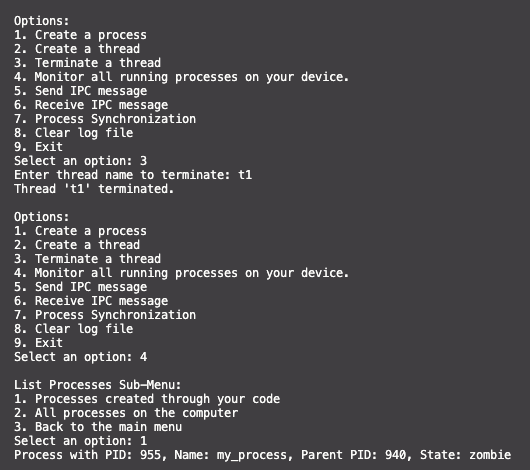 Options:
1. Create a process
2. Create a thread
3. Terminate a thread
4. Monitor all running processes on your device.
5. Send IPC message
6. Receive IPC message
7. Process Synchronization
8. Clear log file
9. Exit
Select an option: 3
Enter thread name to terminate: t1
Thread 't1' terminated.

Options:
1. Create a process
2. Create a thread
3. Terminate a thread
4. Monitor all running processes on your device.
5. Send IPC message
6. Receive IPC message
7. Process Synchronization
8. Clear log file
9. Exit
Select an option: 4

List Processes Sub-Menu:
1. Processes created through your code
2. All processes on the computer
3. Back to the main menu
Select an option: 1
Process with PID: 955, Name: my_process, Parent PID: 940, State: zombie